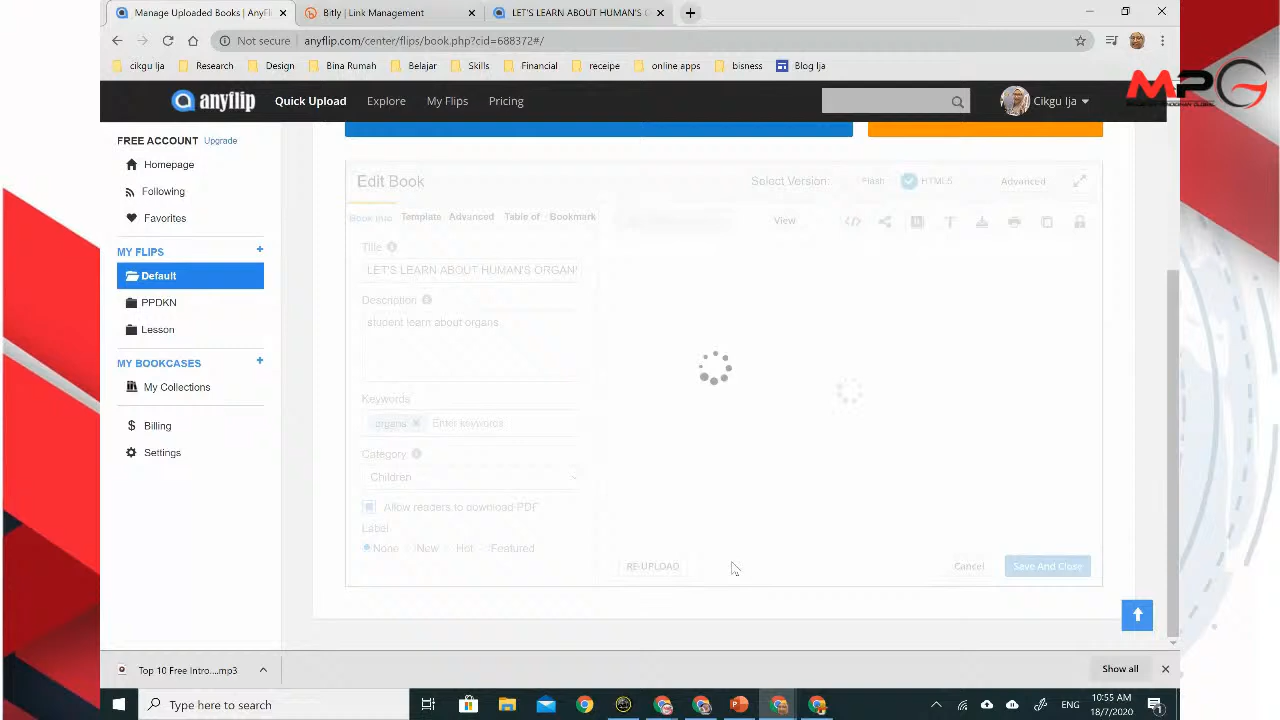 Manage Uploaded Books | AnyFl
Bitly | Link Management
LET'S LEARN ABOUT HUMAN'S O
Not secure
anyflip.com/center/flips/book.php?cid=688372#/
cikgu Ija
Research
Design
Bina Rumah
Belajar
Skills
Financial
receipe
online apps
bisness
Blog Ija
MPG
anyflip
Quick Upload
Explore
My Flips
Pricing
Cikgu Ija
FREE ACCOUNT
Upgrade
Homepage
Following
Favorites
MY FLIPS
+
Default
PPDKN
Lesson
MY BOOKCASES
+
My Collections
Billing
Settings
Edit Book
Select Version:
Flash
HTML5
Advanced
Book Info
Template
Advanced
Table of
Bookmark
View
Title
LET'S LEARN ABOUT HUMAN'S ORGAN'
Description
student learn about organs
Keywords
organs
Enter keywords
Category
Children
Allow readers to download PDF
Label
None
New
Hot
Featured
RE-UPLOAD
Cancel
Save And Close
Top 10 Free Intro....mp3
Show all
Type here to search
ENG
10:55 AM
18/7/2020
1